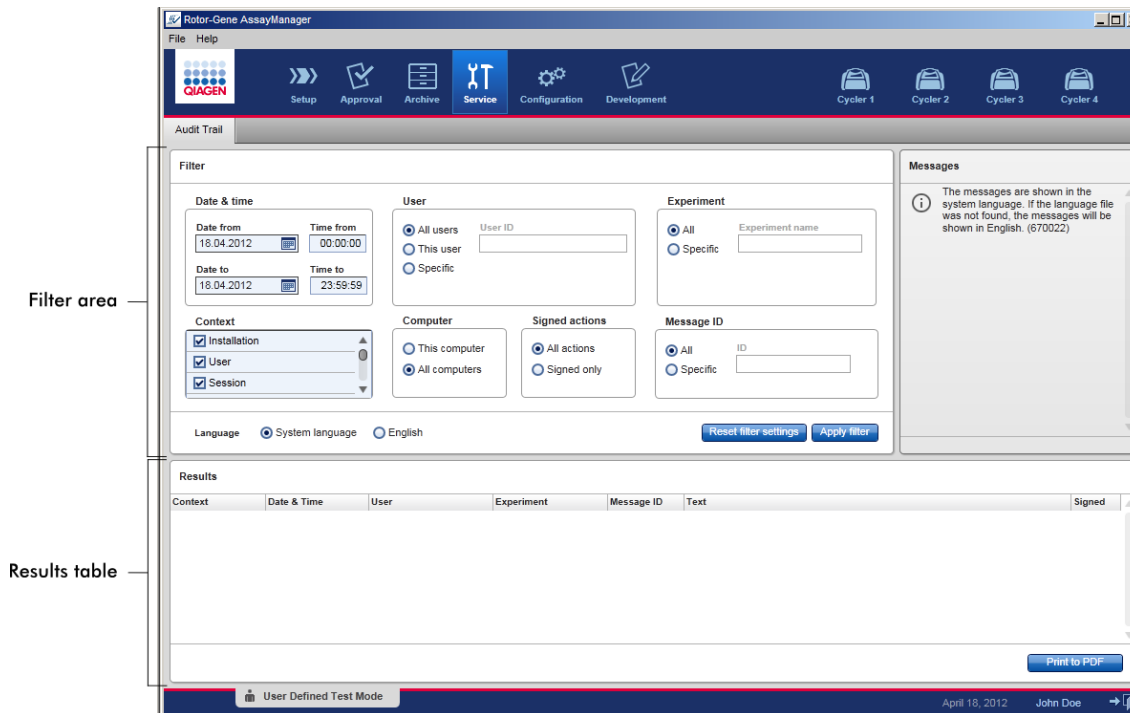 Rotor-Gene AssayManager
File Help
QIAGEN
Setup Approval Archive Service Configuration Development Cycler 1 Cycler 2 Cycler 3 Cycler 4
Audit Trail
Filter area
Filter
Date & time
Date from Time from
18.04.2012 00:00:00
Date to Time to
18.04.2012 23:59:59
User
All users User ID
This user
Specific
Experiment
All Experiment name
Specific
Context
Installation
User
Session
Computer
This computer
All computers
Signed actions
All actions
Signed only
Message ID
All ID
Specific
Language System language English
Reset filter settings Apply filter
Messages
The messages are shown in the
system language. If the language file
was not found, the messages will be
shown in English. (670022)
Results table
Results
Context Date & Time User Experiment Message ID Text Signed
Print to PDF
User Defined Test Mode
April 18, 2012 John Doe